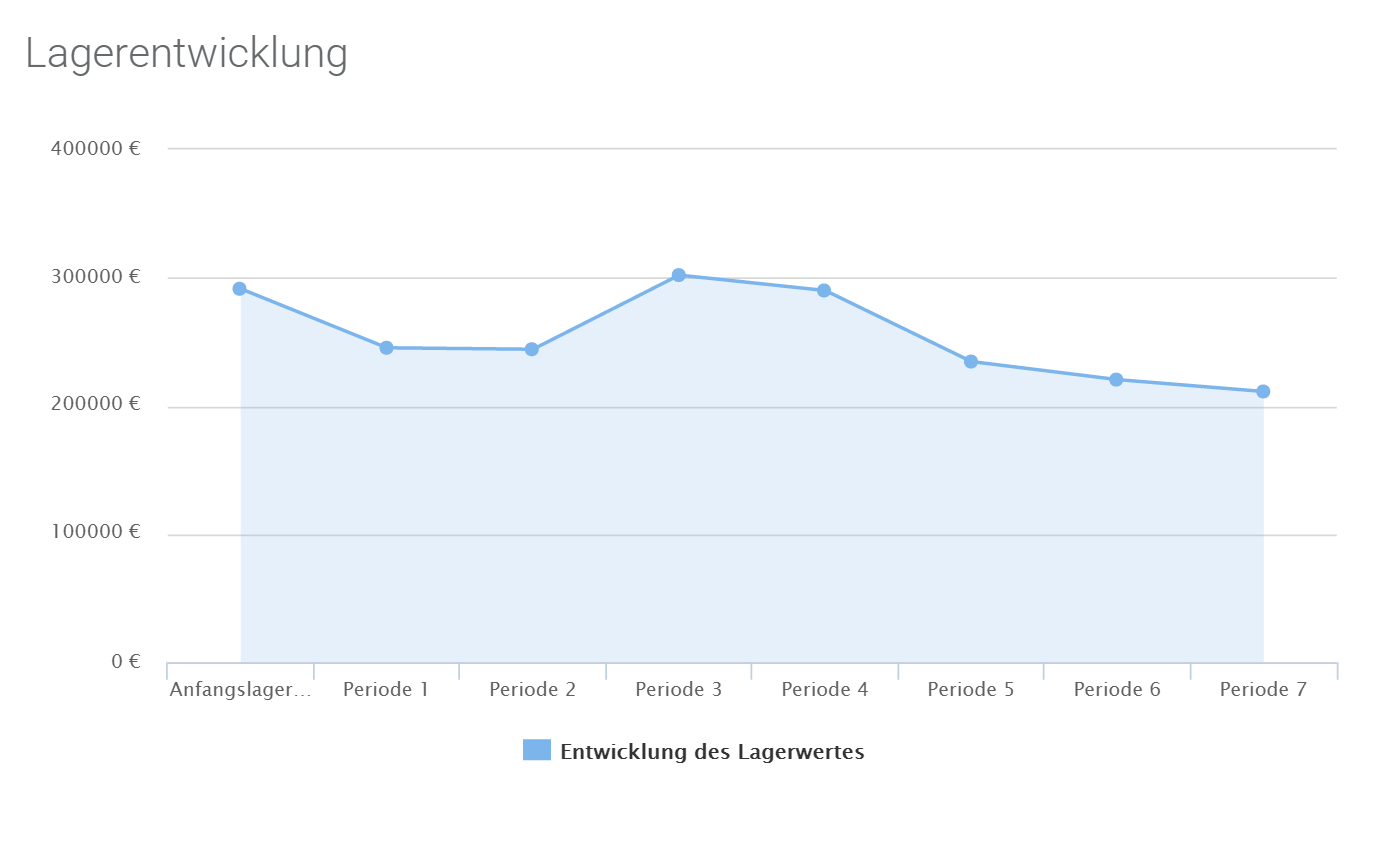 Lagerentwicklung
400000 €
300000 €
200000 €
100000 €
0 €
Anfangslager... Periode 1 Periode 2 Periode 3 Periode 4 Periode 5 Periode 6 Periode 7
Entwicklung des Lagerwertes